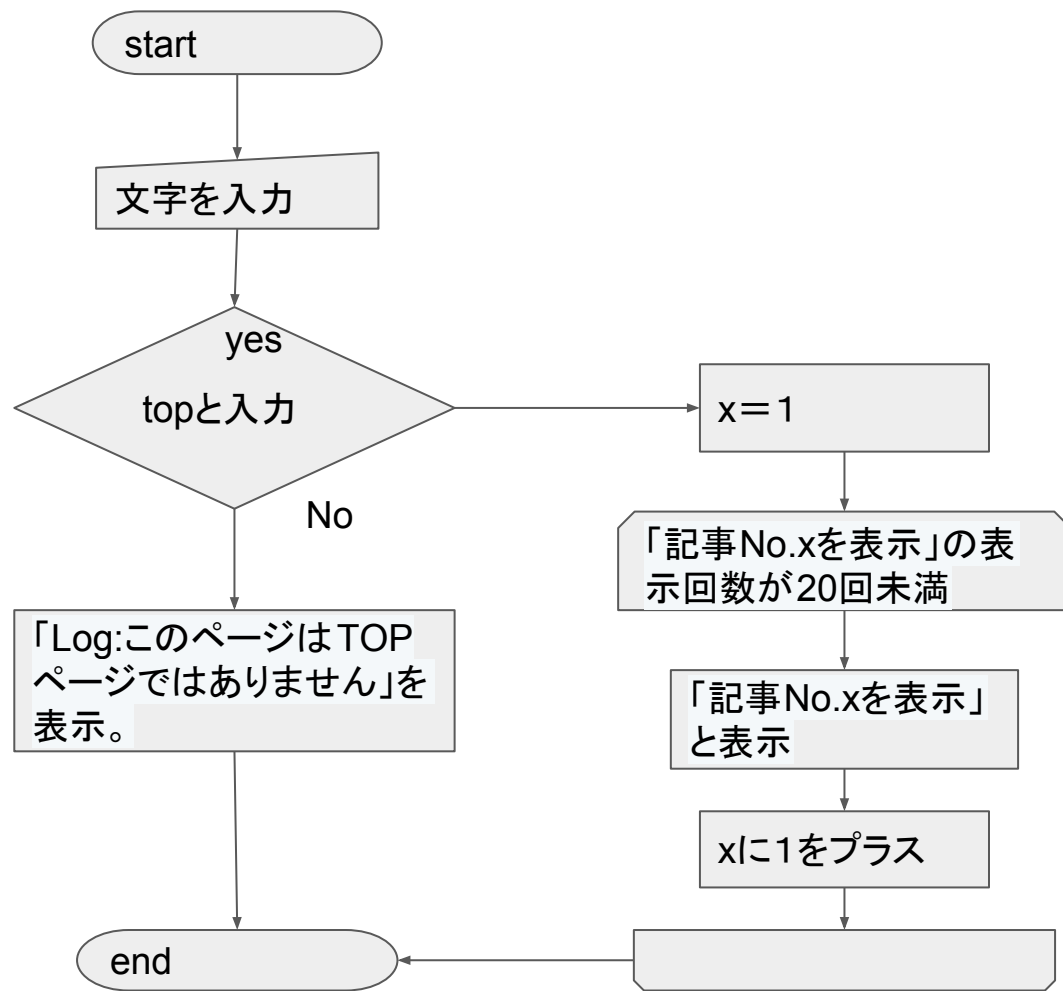 start
文字を入力
yes
topと入力
No
「Log:このページはTOP
ページではありません」を
表示。
x＝１
「記事No.xを表示」の表
示回数が20回未満
「記事No.xを表示」
と表示
xに１をプラス
end